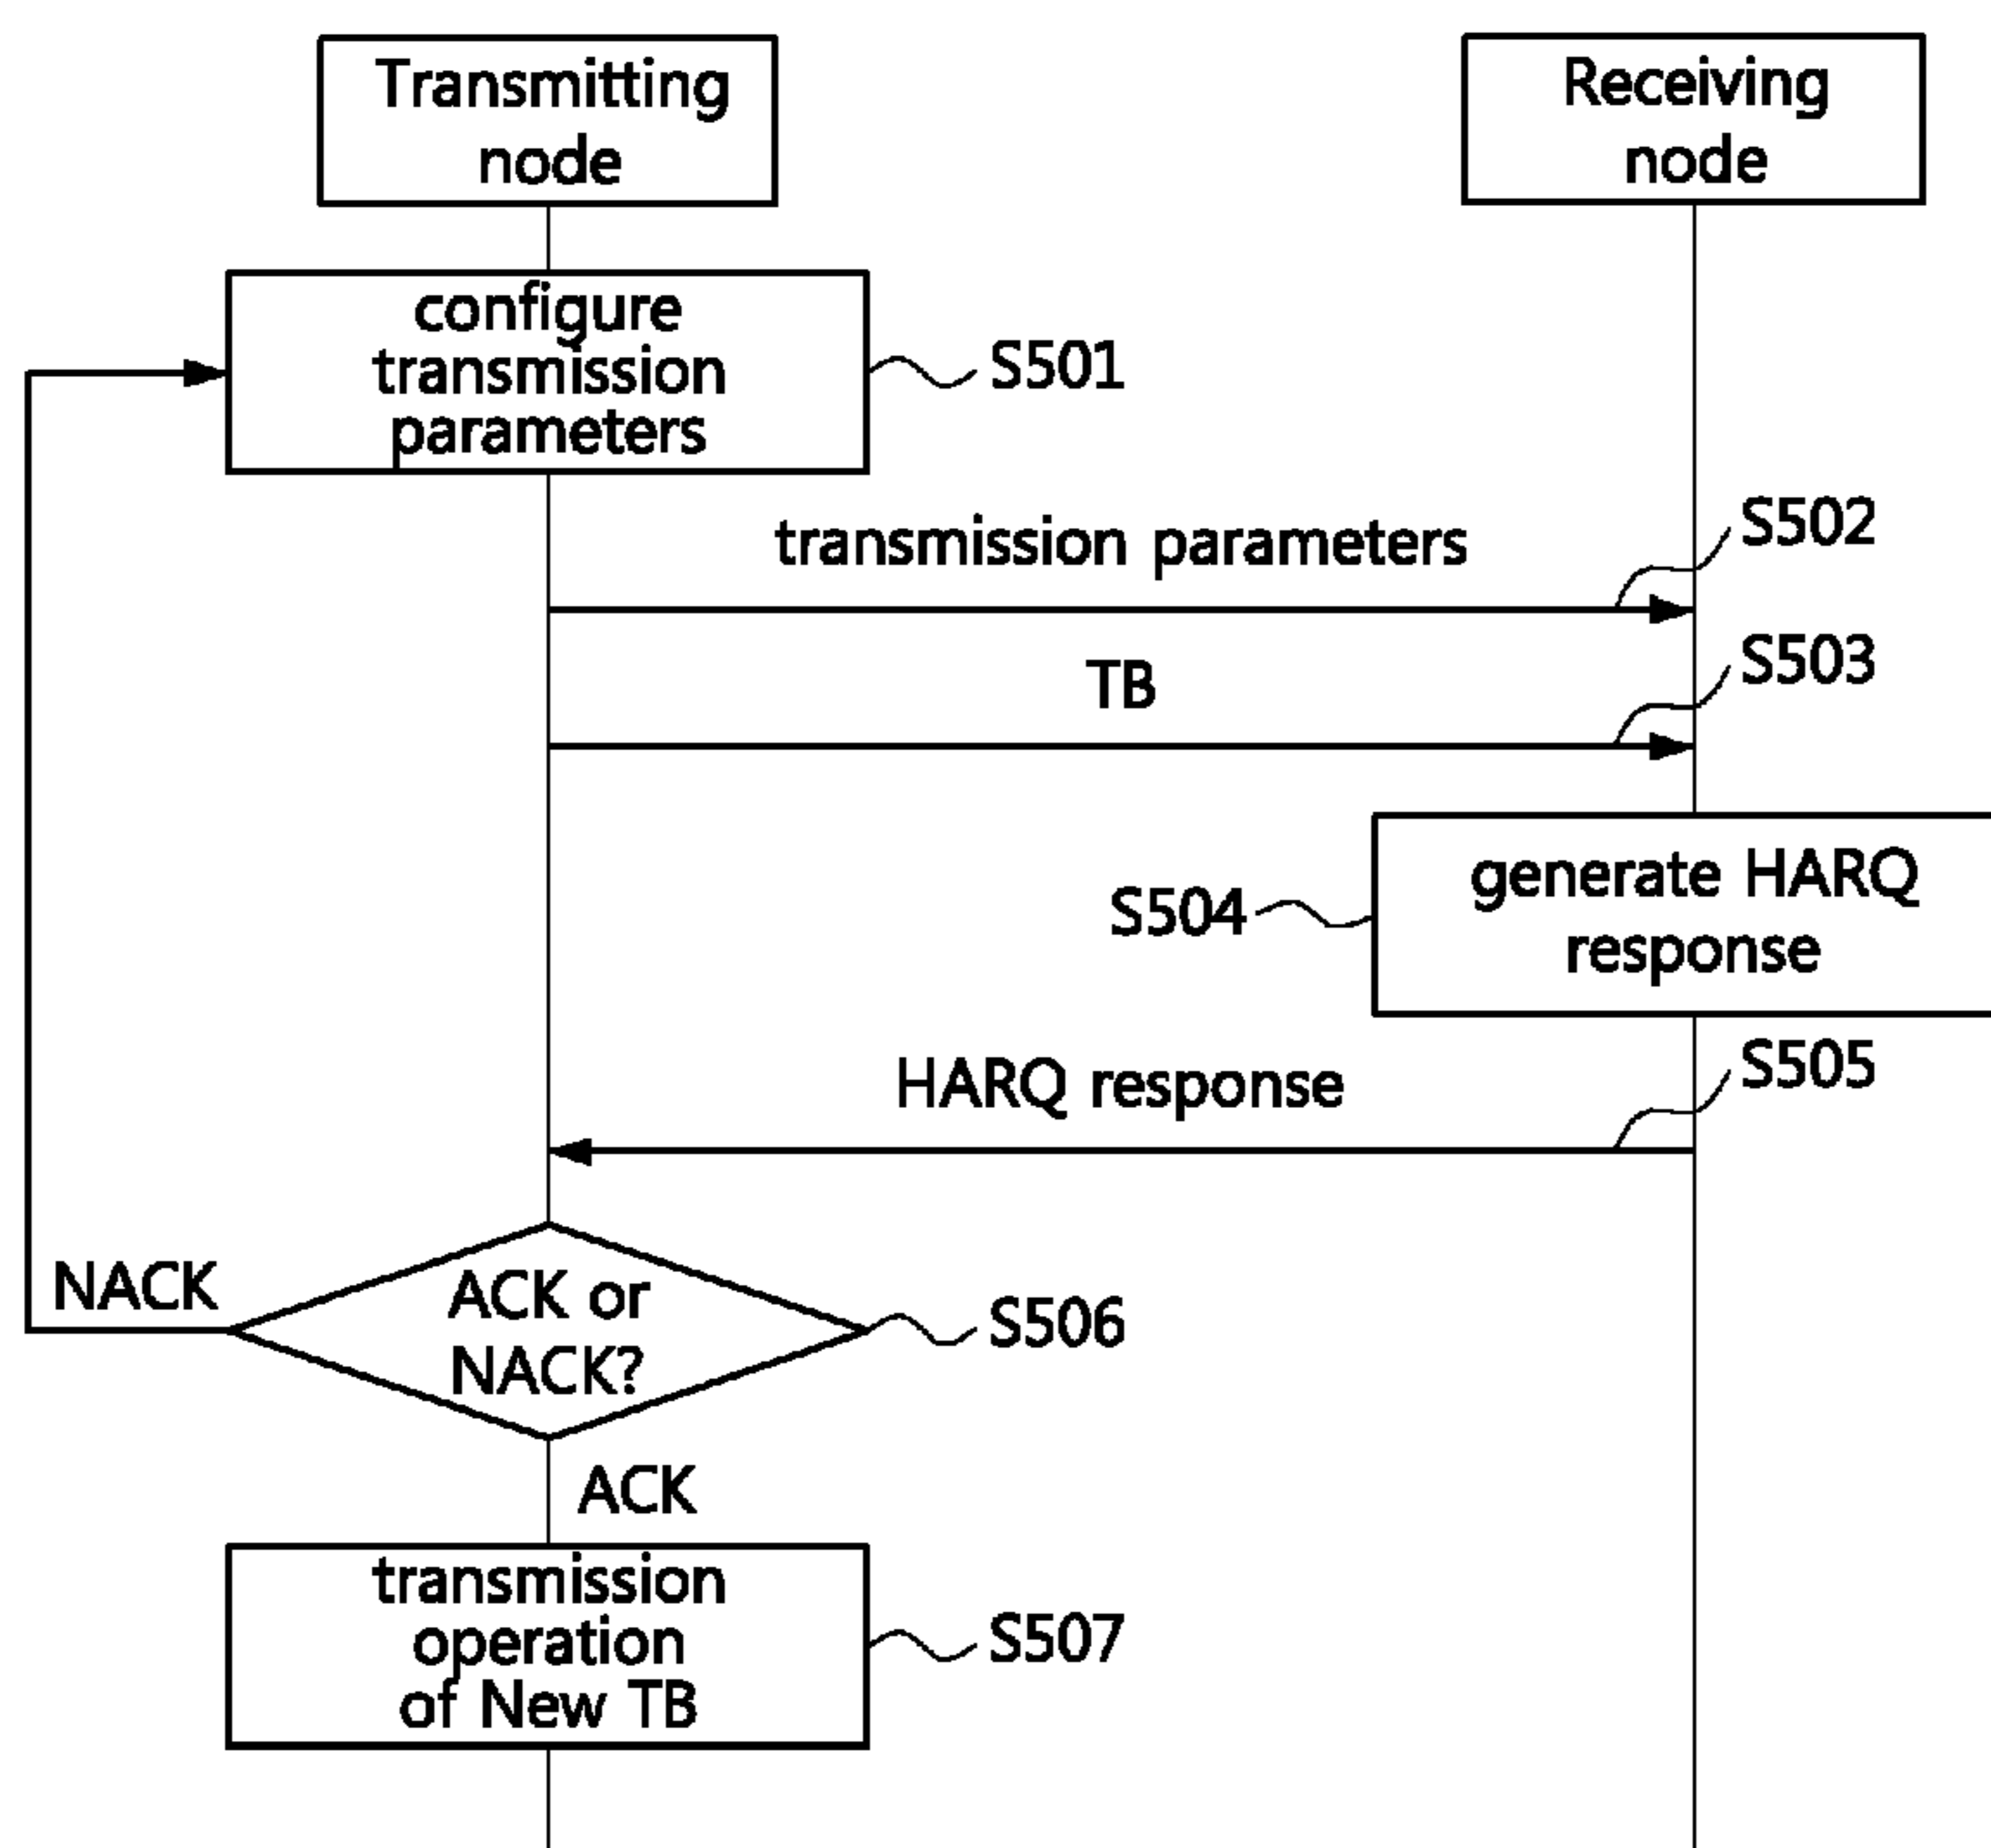 Transmitting
node
Receiving
node
configure
transmission
parameters
S501
transmission parameters
S502
TB
S503
generate HARQ
response
S504
HARQ response
S505
NACK
ACK or
NACK?
S506
ACK
transmission
operation
of New TB
S507